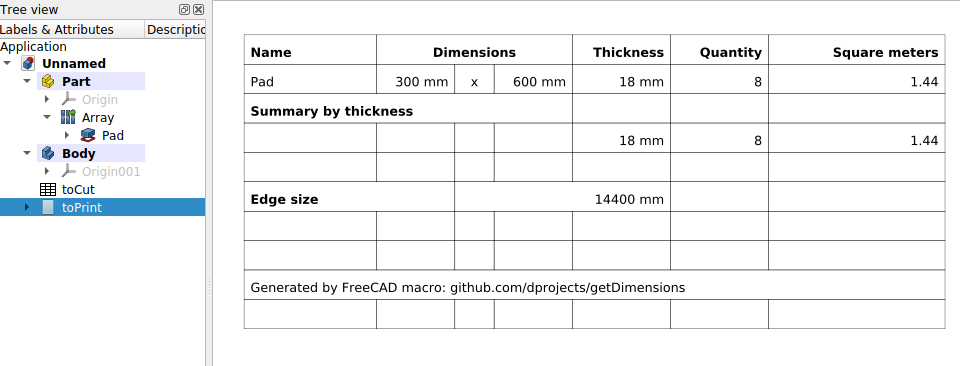 Tree view
Labels & Attributes Descriptic
Application
Unnamed
Part
Origin
Array
Pad
Body
Origin001
toCut
toPrint
Name Dimensions Thickness Quantity Square meters
Pad 300 mm x 600 mm 18 mm 8 1.44
Summary by thickness
18 mm 8 1.44
Edge size 14400 mm
Generated by FreeCAD macro: github.com/dprojects/getDimensions